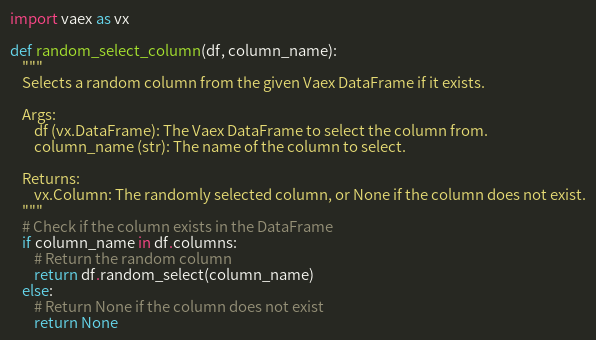 import vaex as vx
def random_select_column(df, column_name):
"""
Selects a random column from the given Vaex DataFrame if it exists.
Args:
df (vx.DataFrame): The Vaex DataFrame to select the column from.
column_name (str): The name of the column to select.
Returns:
vx.Column: The randomly selected column, or None if the column does not exist.
"""
# Check if the column exists in the DataFrame
if column_name in df.columns:
# Return the random column
return df.random_select(column_name)
else:
# Return None if the column does not exist
return None